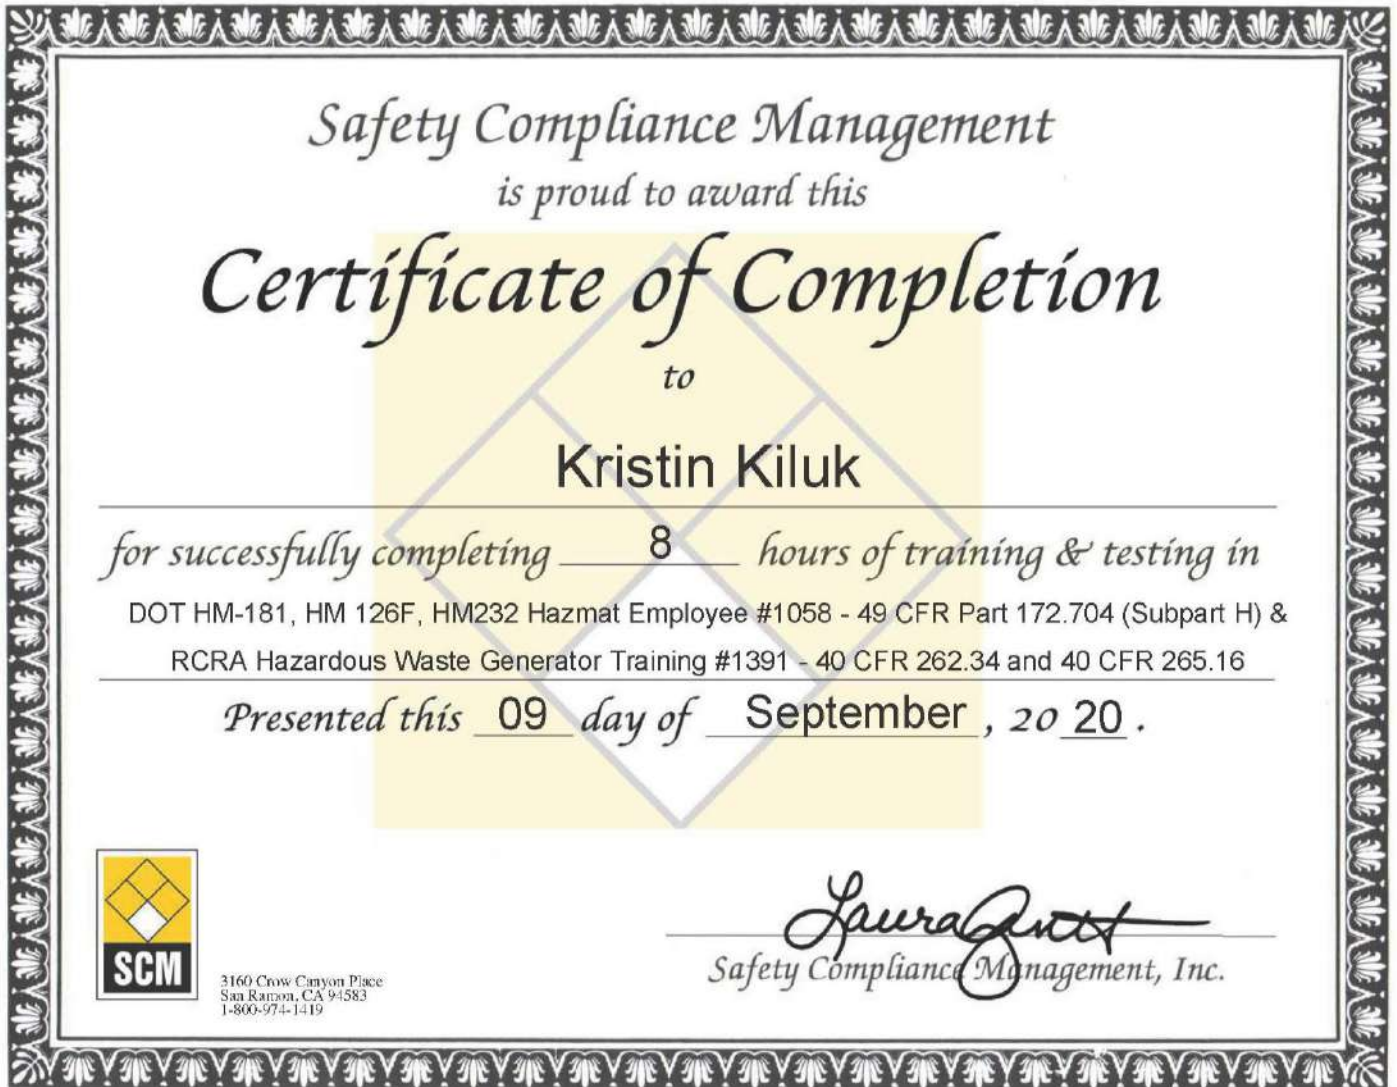 Safety Compliance Management
is proud to award this
Certificate of Completion
to
Kristin Kiluk
for successfully completing 8 hours of training & testing in
DOT HM-181, HM 126F, HM232 Hazmat Employee #1058 - 49 CFR Part 172.704 (Subpart H) &
RCRA Hazardous Waste Generator Training #1391 - 40 CFR 262.34 and 40 CFR 265.16
Presented this 09 day of September, 20 20.
Laura Gantt
Safety Compliance Management, Inc.
SCM
3160 Crow Canyon Place
San Ramon, CA 94583
1-800-974-1419